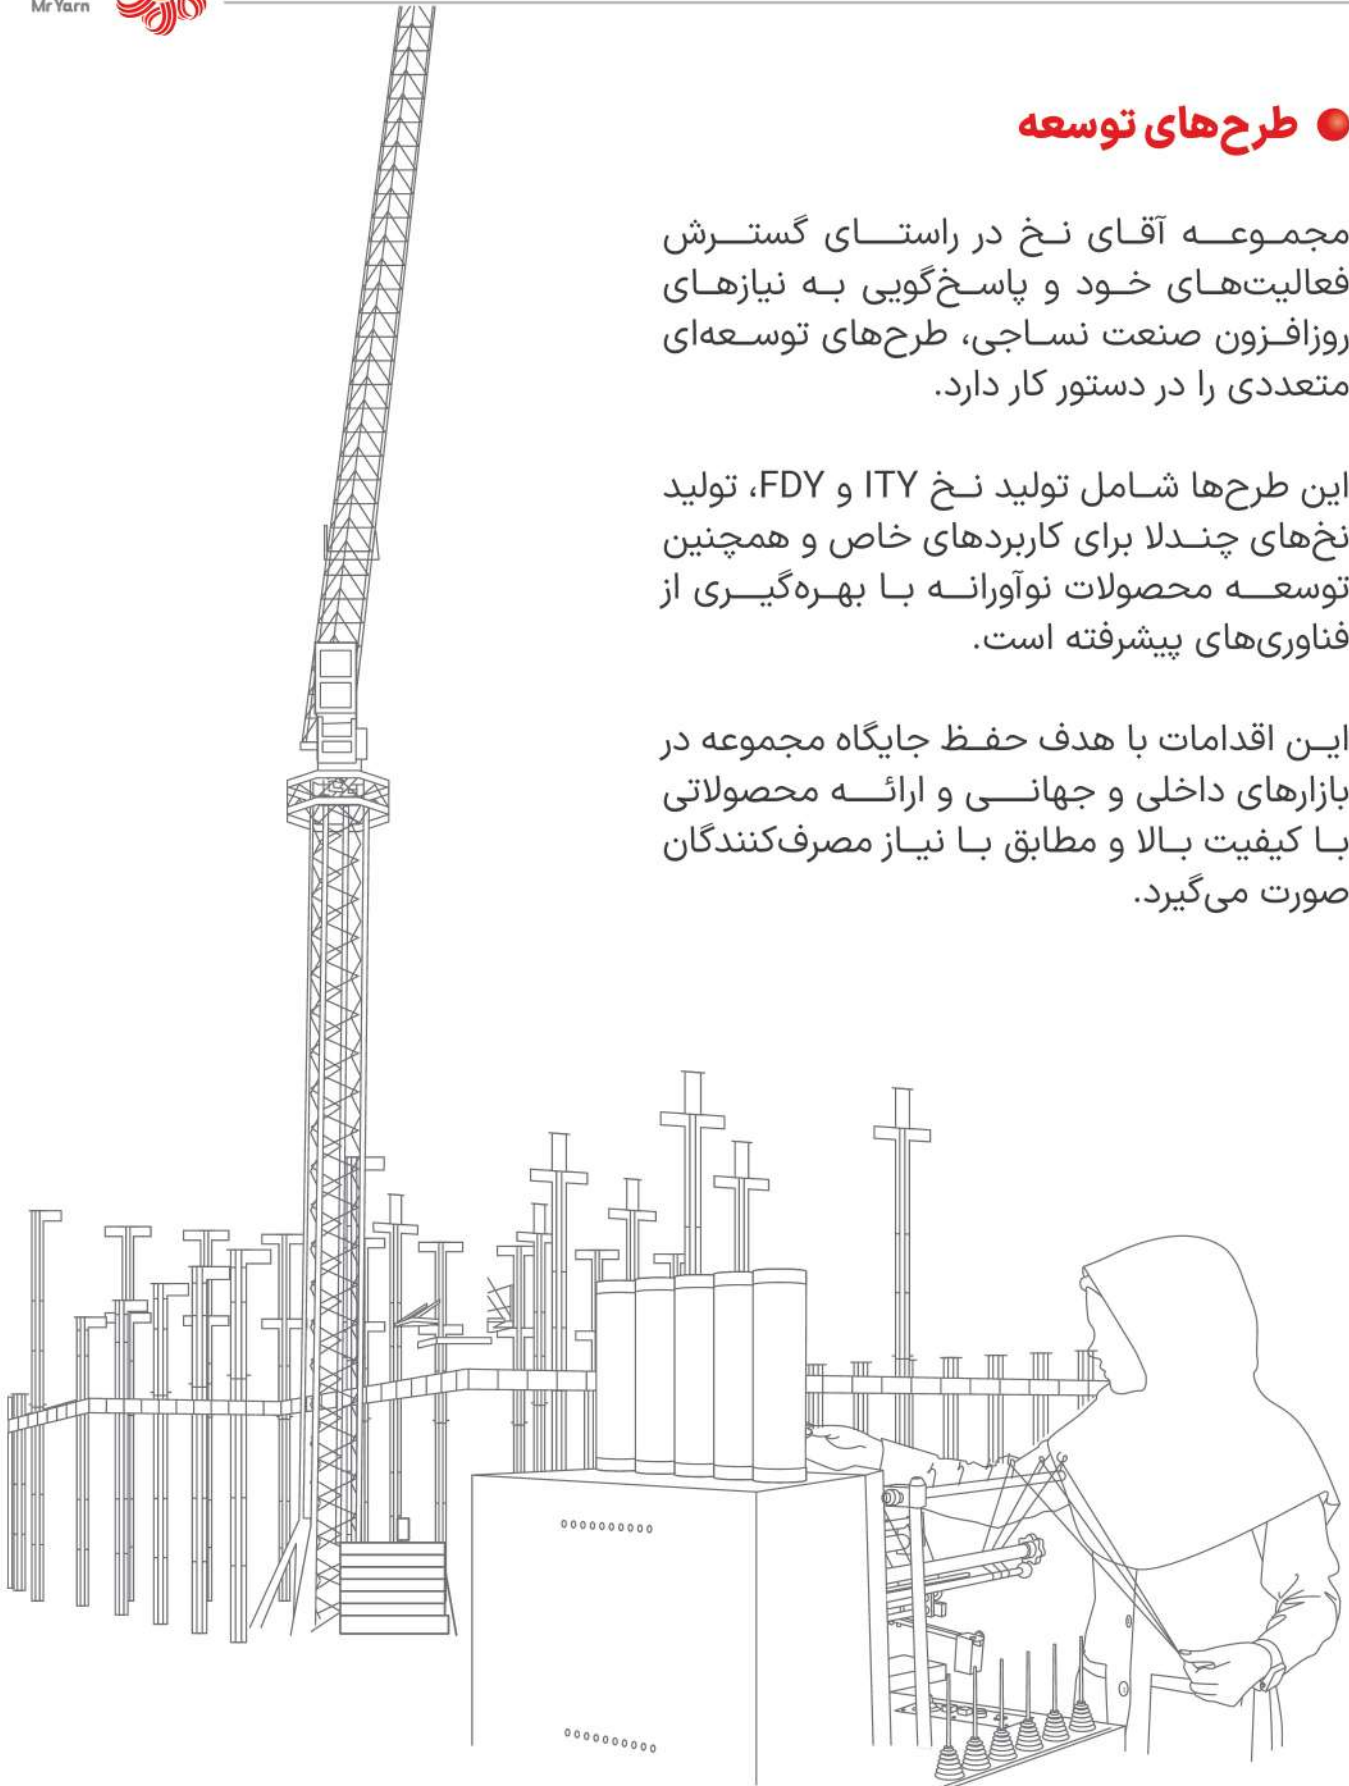 Mr Yarn
طرح‌های توسعه
مجموعه آقای نخ در راستای گسترش
فعالیت‌های خود و پاسخ‌گویی به نیازهای
روزافزون صنعت نساجی، طرح‌های توسعه‌ای
متعددی را در دستور کار دارد.
این طرح‌ها شامل تولید نخ ITY و FDY، تولید
نخ‌های چندلا برای کاربردهای خاص و همچنین
توسعه محصولات نوآورانه با بهره‌گیری از
فناوری‌های پیشرفته است.
این اقدامات با هدف حفظ جایگاه مجموعه در
بازارهای داخلی و جهانی و ارائه محصولاتی
با کیفیت بالا و مطابق با نیاز مصرف‌کنندگان
صورت می‌گیرد.